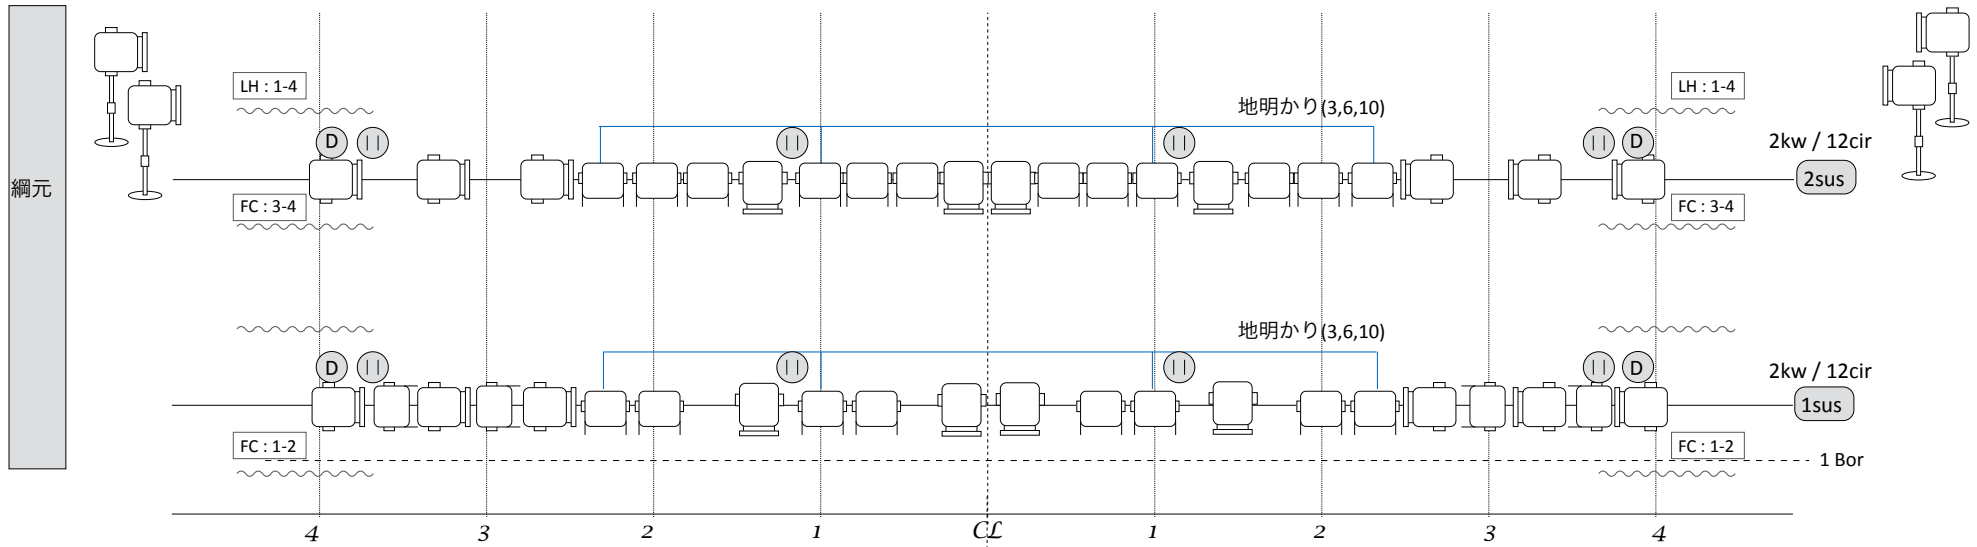 LH : 1-4
LH : 1-4
地明かり(3,6,10)
D
D
2kw / 12cir
2sus
綱元
FC : 3-4
FC : 3-4
地明かり(3,6,10)
D
D
2kw / 12cir
1sus
FC : 1-2
FC : 1-2
1 Bor
4 3 2 1 CL 1 2 3 4